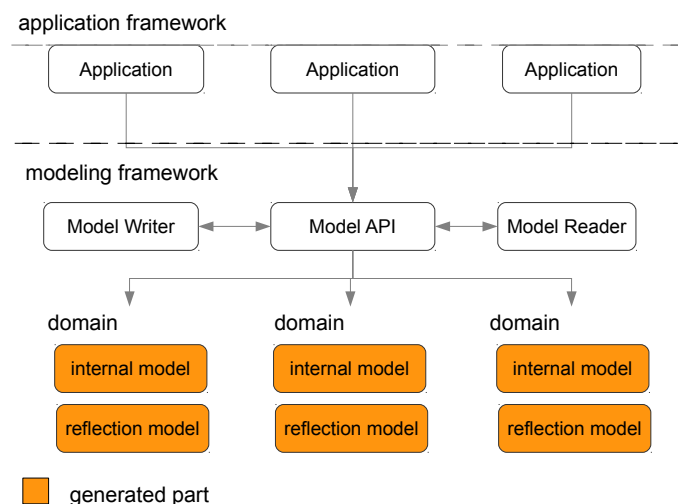 application framework
Application
Application
Application
modeling framework
Model Writer
Model API
Model Reader
domain
domain
domain
internal model
internal model
internal model
reflection model
reflection model
reflection model
generated part